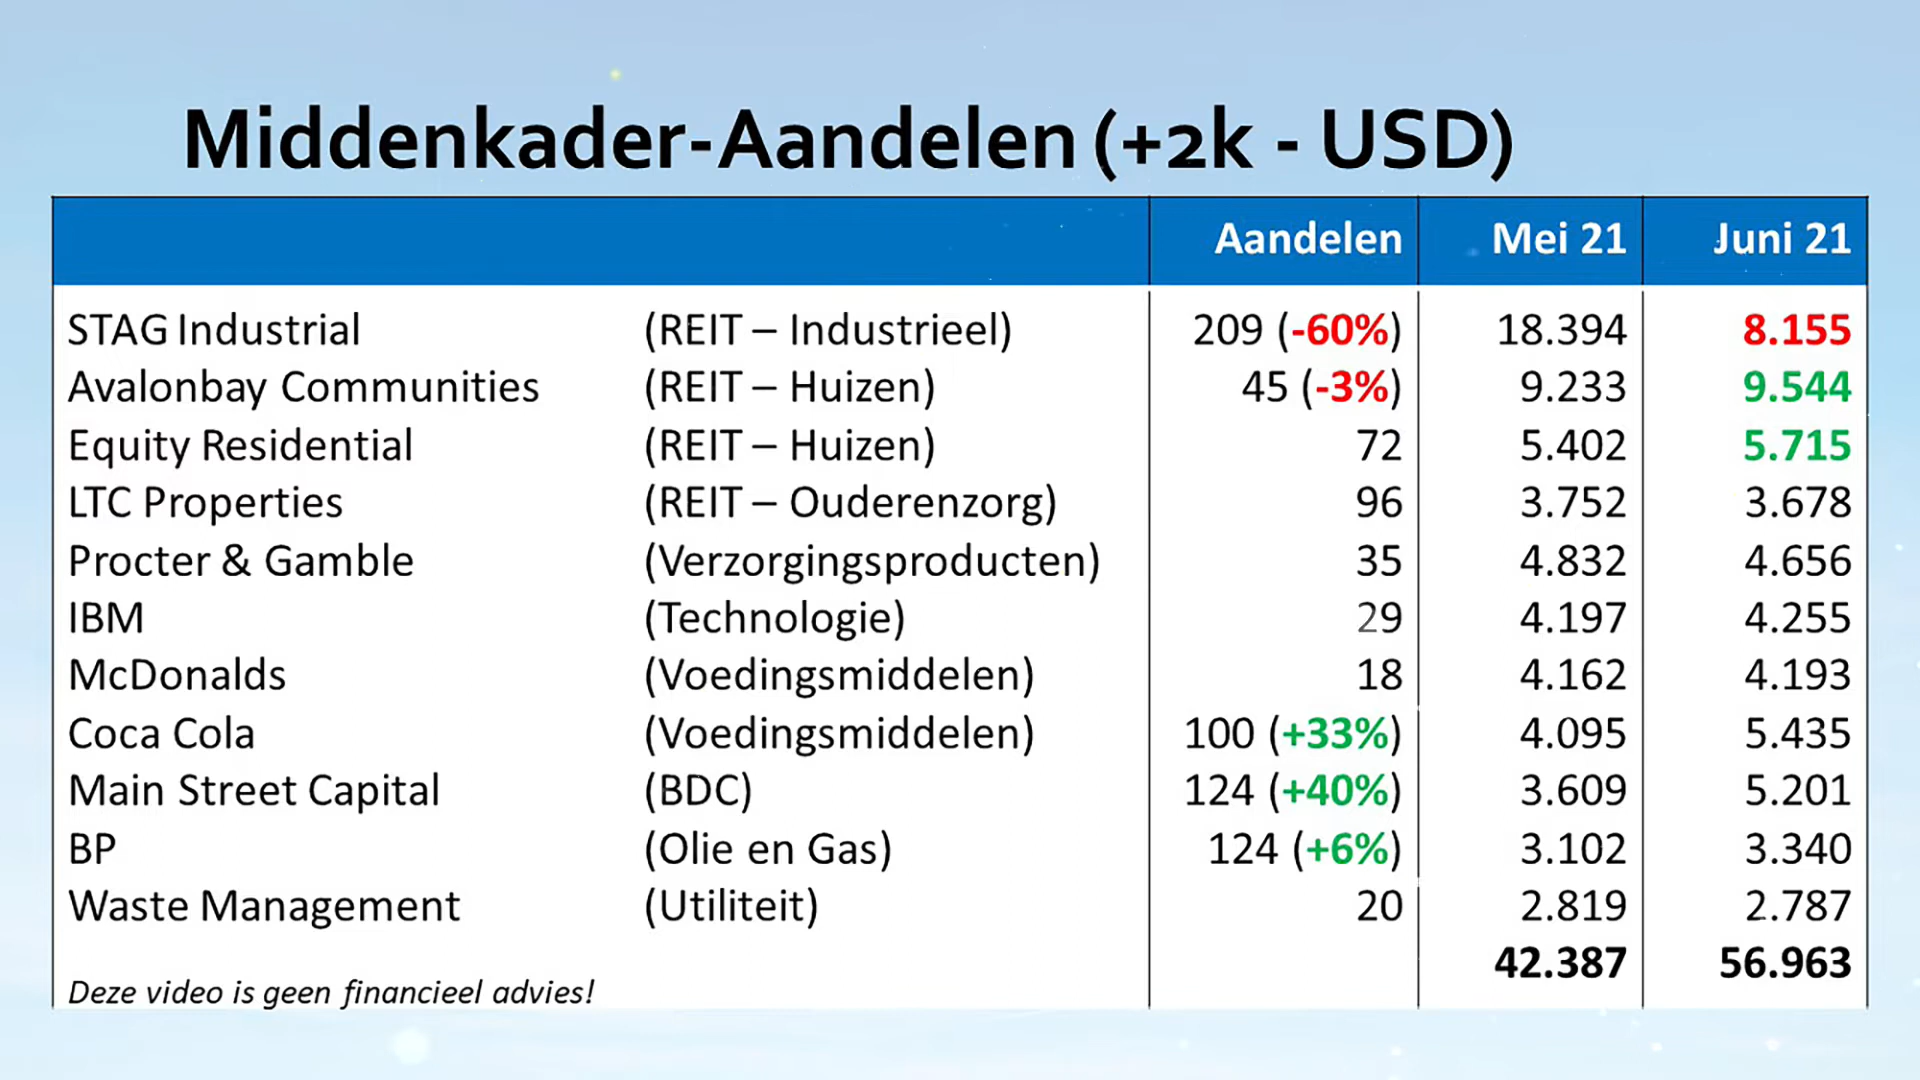 Middenkader-Aandelen (+2k - USD)
Aandelen Mei 21 Juni 21
STAG Industrial (REIT – Industrieel) 209 (-60%) 18.394 8.155
Avalonbay Communities (REIT – Huizen) 45 (-3%) 9.233 9.544
Equity Residential (REIT – Huizen) 72 5.402 5.715
LTC Properties (REIT – Ouderenzorg) 96 3.752 3.678
Procter & Gamble (Verzorgingsproducten) 35 4.832 4.656
IBM (Technologie) 29 4.197 4.255
McDonalds (Voedingsmiddelen) 18 4.162 4.193
Coca Cola (Voedingsmiddelen) 100 (+33%) 4.095 5.435
Main Street Capital (BDC) 124 (+40%) 3.609 5.201
BP (Olie en Gas) 124 (+6%) 3.102 3.340
Waste Management (Utiliteit) 20 2.819 2.787
42.387 56.963
Deze video is geen financieel advies!